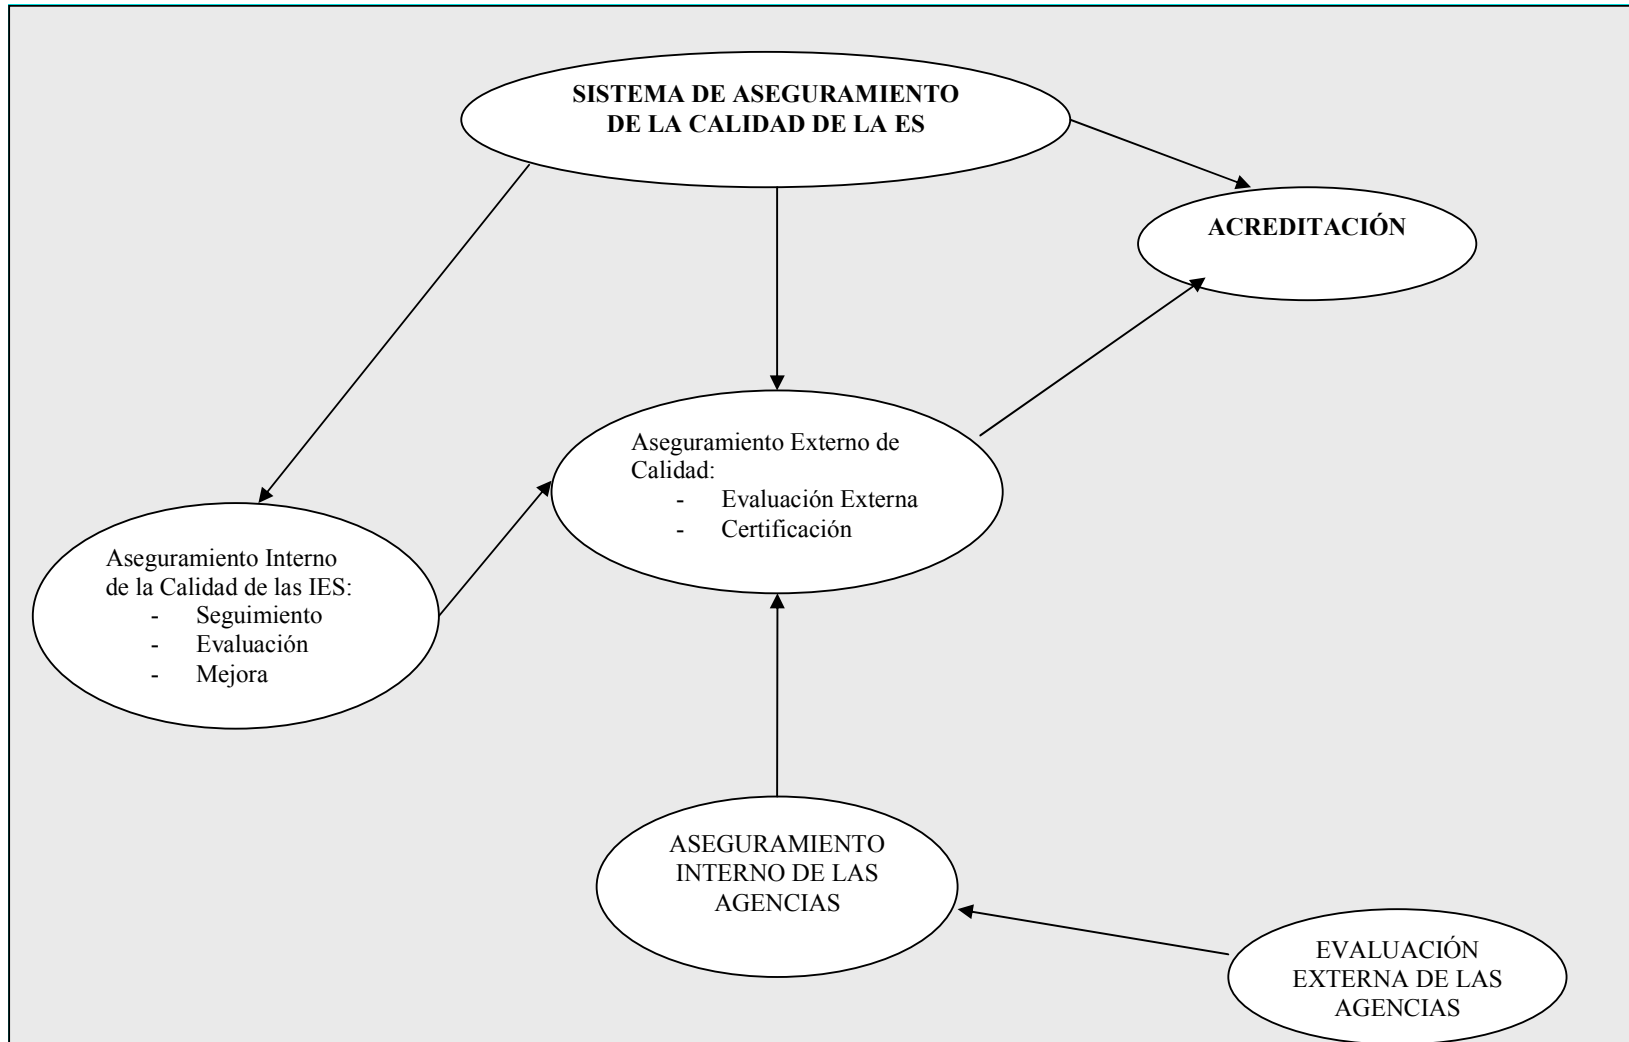 SISTEMA DE ASEGURAMIENTO
DE LA CALIDAD DE LA ES
ACREDITACIÓN
Aseguramiento Externo de
Calidad:
- Evaluación Externa
- Certificación
Aseguramiento Interno
de la Calidad de las IES:
- Seguimiento
- Evaluación
- Mejora
ASEGURAMIENTO
INTERNO DE LAS
AGENCIAS
EVALUACIÓN
EXTERNA DE LAS
AGENCIAS